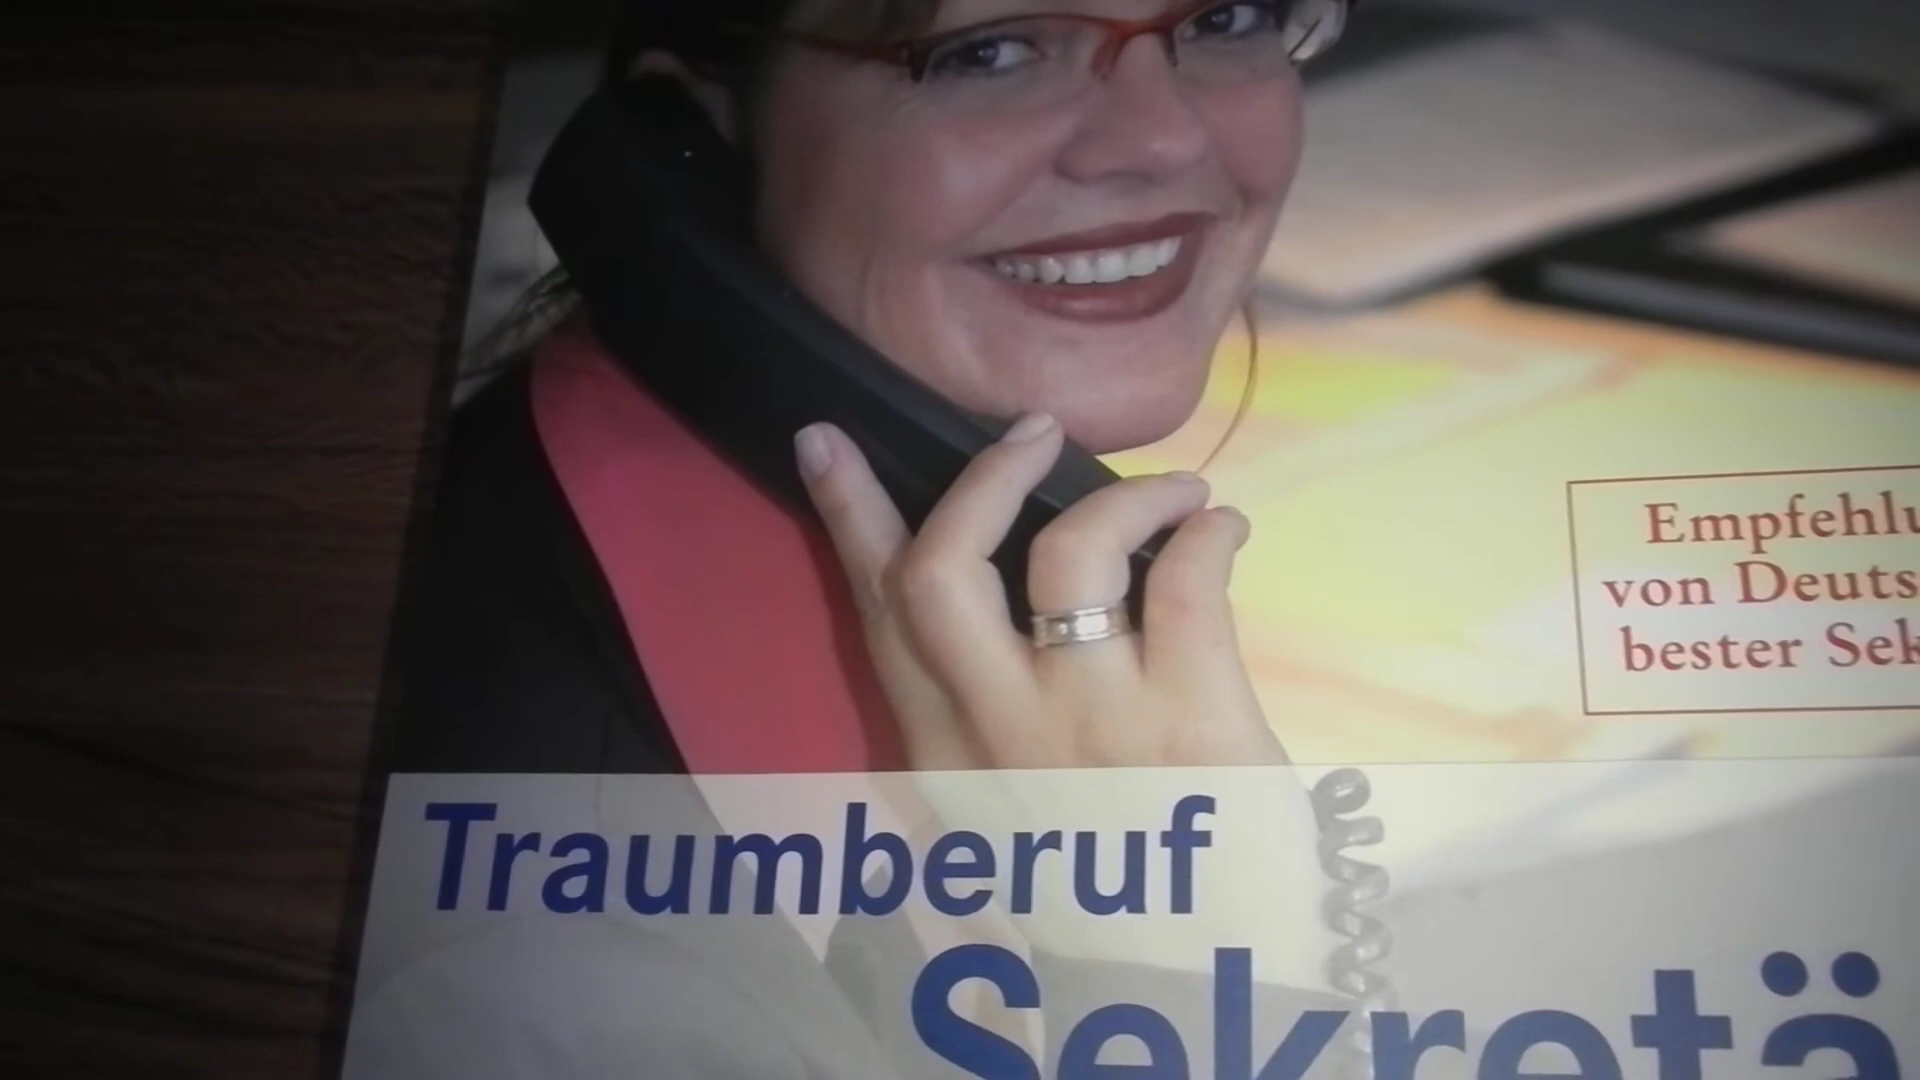 Empfehlu
von Deuts
bester Sek
Traumberuf
Sekretä